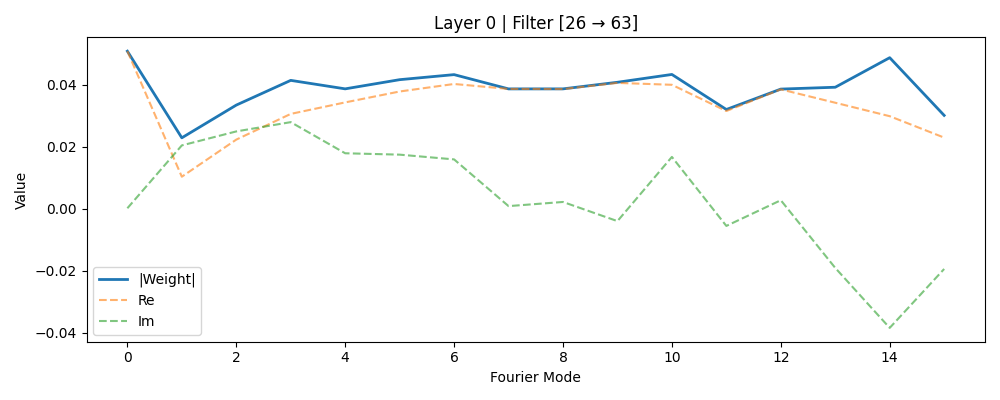 Layer 0 | Filter [26 → 63]
Value
0.04
0.02
0.00
−0.02
−0.04
|Weight|
Re
Im
0 2 4 6 8 10 12 14
Fourier Mode